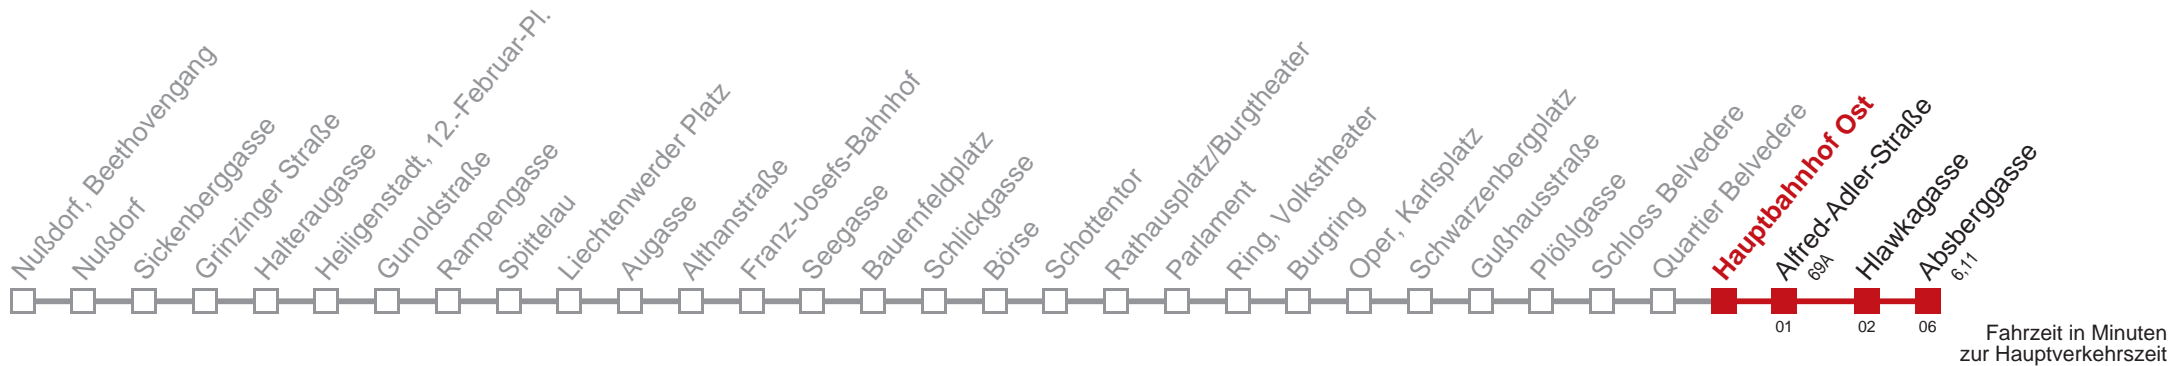 Nußdorf, Beethovengang
Nußdorf
Sickenberggasse
Grinzinger Straße
Halteraugasse
Heiligenstadt, 12.-Februar-Pl.
Gunoldstraße
Rampengasse
Spittelau
Liechtenwerder Platz
Augasse
Althanstraße
Franz-Josefs-Bahnhof
Seegasse
Bauernfeldplatz
Schlickgasse
Börse
Schottentor
Rathausplatz/Burgtheater
Parlament
Ring, Volkstheater
Burgring
Oper, Karlsplatz
Schwarzenbergplatz
Gußhausstraße
Plößlgasse
Schloss Belvedere
Quartier Belvedere
Hauptbahnhof Ost
Alfred-Adler-Straße
69A
Hlawkagasse
Absberggasse
6,11
01
02
06
Fahrzeit in Minuten
zur Hauptverkehrszeit